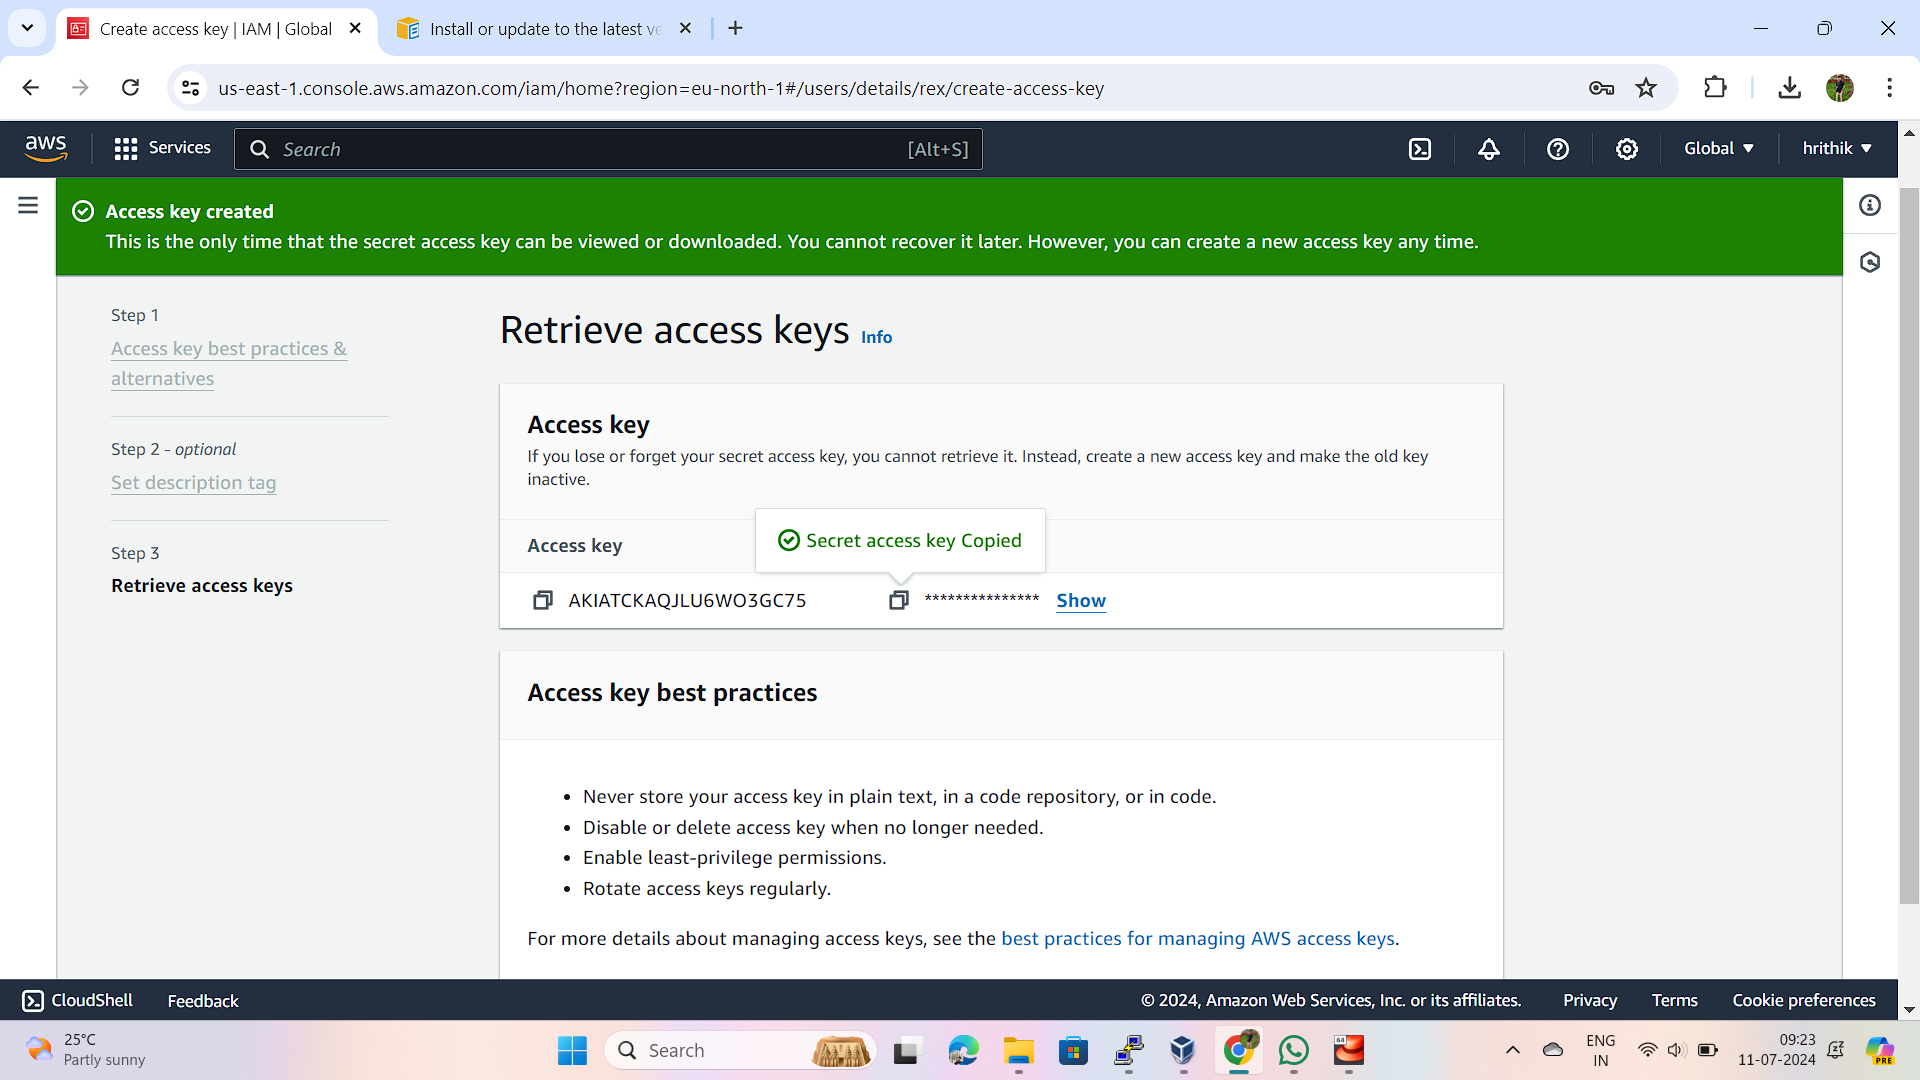 Create access key | IAM | Global
Install or update to the latest ve
us-east-1.console.aws.amazon.com/iam/home?region=eu-north-1#/users/details/rex/create-access-key
aws
Services
Search
[Alt+S]
Global
hrithik
Access key created
This is the only time that the secret access key can be viewed or downloaded. You cannot recover it later. However, you can create a new access key any time.
Step 1
Access key best practices &
alternatives
Step 2 - optional
Set description tag
Step 3
Retrieve access keys
Retrieve access keys Info
Access key
If you lose or forget your secret access key, you cannot retrieve it. Instead, create a new access key and make the old key
inactive.
Access key
Secret access key Copied
AKIATCKAQJLU6WO3GC75
*************** Show
Access key best practices
• Never store your access key in plain text, in a code repository, or in code.
• Disable or delete access key when no longer needed.
• Enable least-privilege permissions.
• Rotate access keys regularly.
For more details about managing access keys, see the best practices for managing AWS access keys.
CloudShell
Feedback
© 2024, Amazon Web Services, Inc. or its affiliates.
Privacy
Terms
Cookie preferences
25°C
Partly sunny
Search
64
ENG
IN
09:23
11-07-2024
PRE